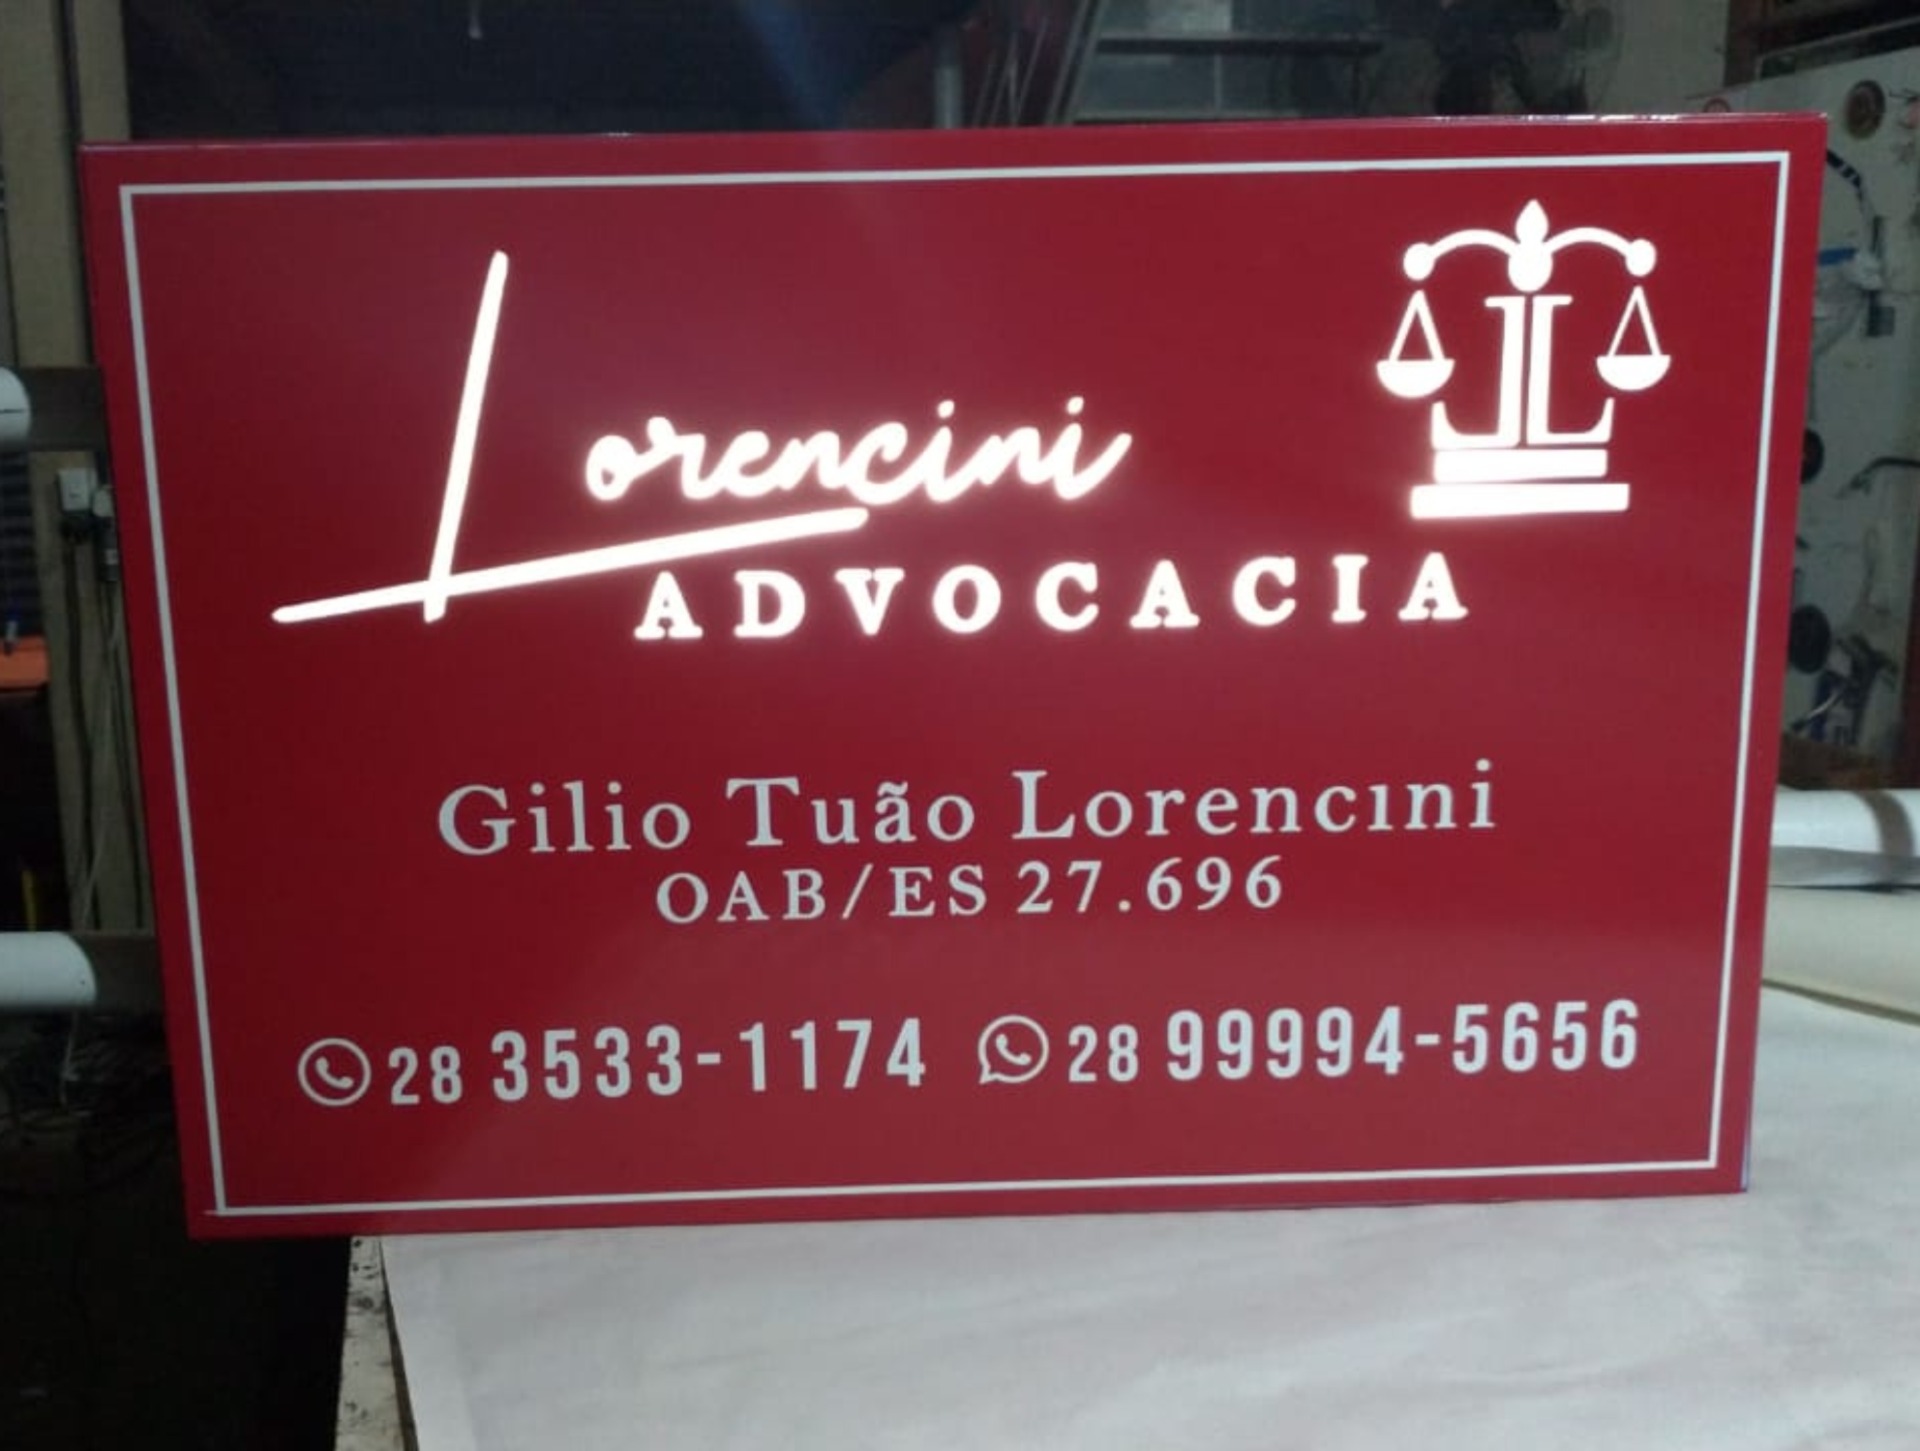 Lorencini
ADVOCACIA
Gilio Tuão Lorencini
OAB/ES 27.696
28 3533-1174 28 99994-5656